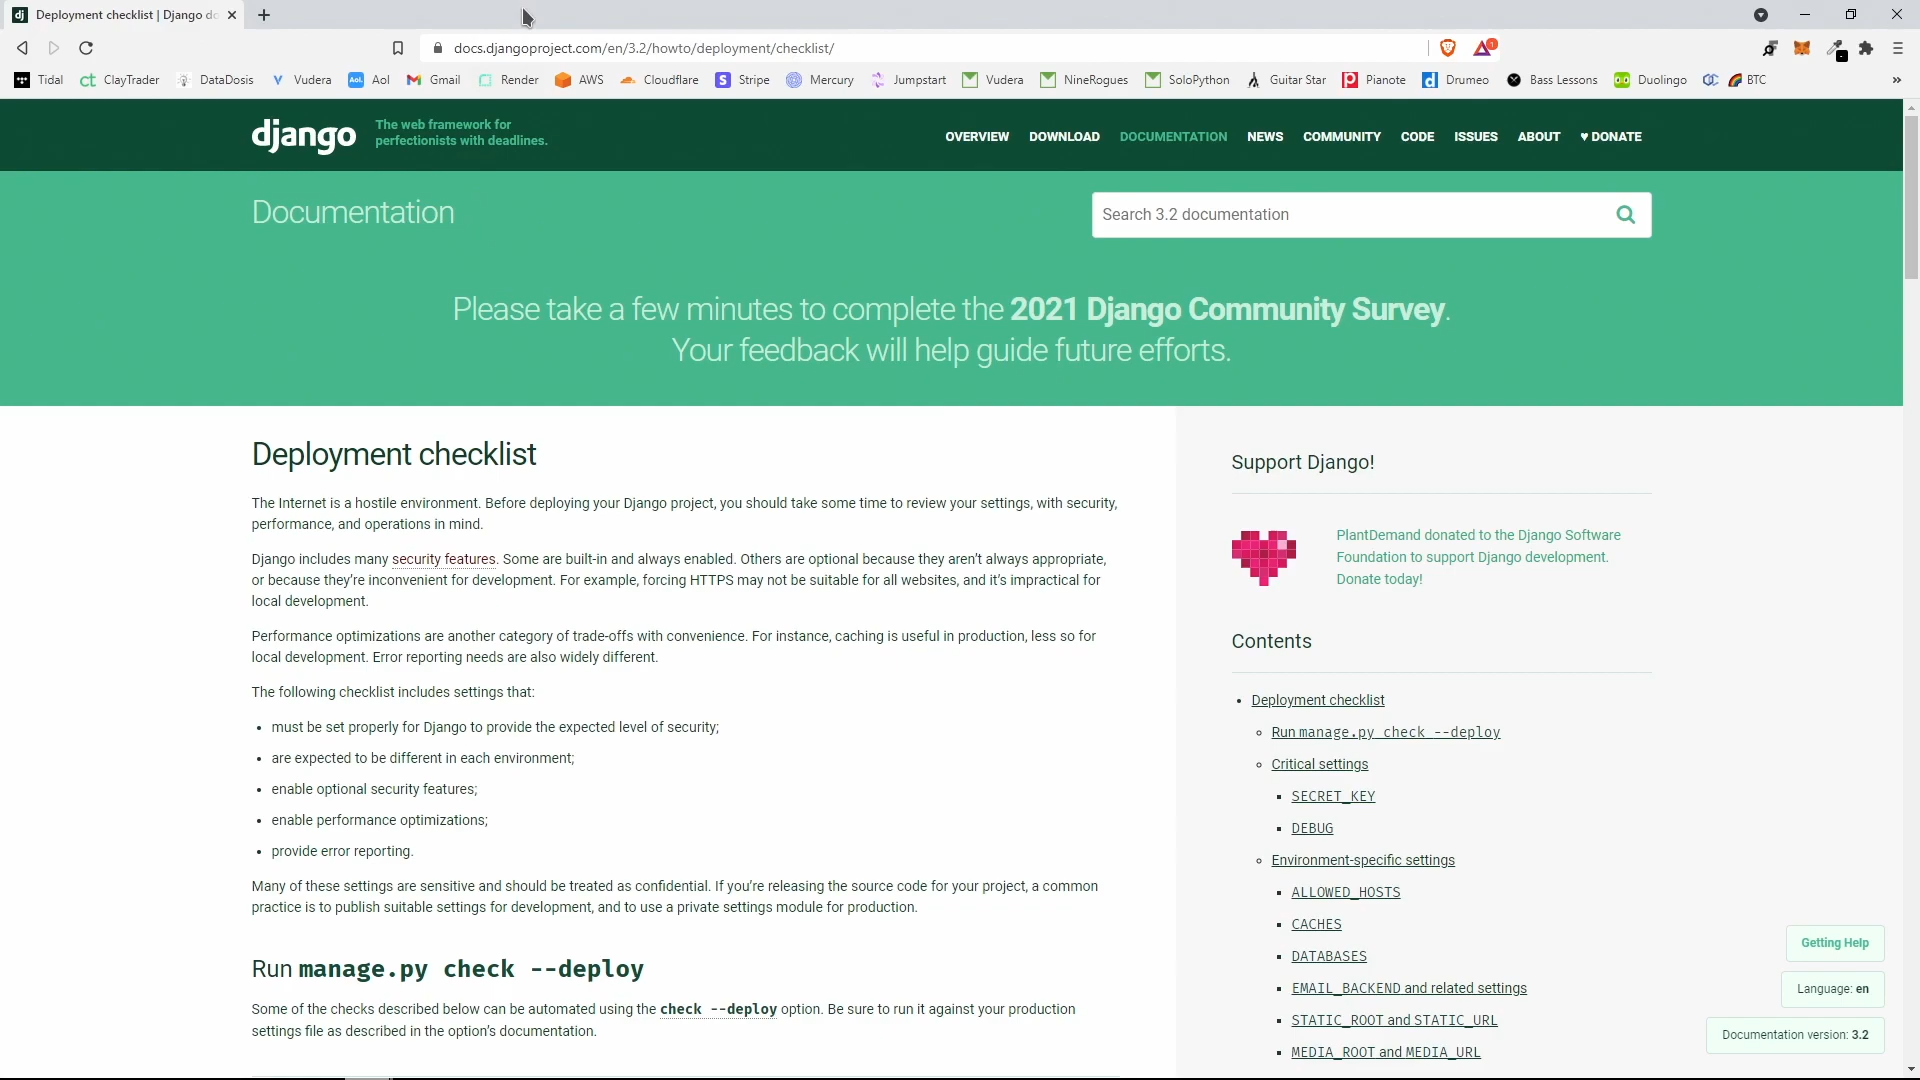 Deployment checklist | Django do
docs.djangoproject.com/en/3.2/howto/deployment/checklist/
1
Tidal ClayTrader DataDosis Vudera Aol Gmail Render AWS Cloudflare Stripe Mercury Jumpstart Vudera NineRogues SoloPython Guitar Star Pianote Drumeo Bass Lessons Duolingo BTC »
django
The web framework for
perfectionists with deadlines.
OVERVIEW DOWNLOAD DOCUMENTATION NEWS COMMUNITY CODE ISSUES ABOUT ♥ DONATE
Documentation
Search 3.2 documentation
Please take a few minutes to complete the 2021 Django Community Survey.
Your feedback will help guide future efforts.
Deployment checklist
The Internet is a hostile environment. Before deploying your Django project, you should take some time to review your settings, with security,
performance, and operations in mind.
Django includes many security features. Some are built-in and always enabled. Others are optional because they aren’t always appropriate,
or because they’re inconvenient for development. For example, forcing HTTPS may not be suitable for all websites, and it’s impractical for
local development.
Performance optimizations are another category of trade-offs with convenience. For instance, caching is useful in production, less so for
local development. Error reporting needs are also widely different.
The following checklist includes settings that:
• must be set properly for Django to provide the expected level of security;
• are expected to be different in each environment;
• enable optional security features;
• enable performance optimizations;
• provide error reporting.
Many of these settings are sensitive and should be treated as confidential. If you’re releasing the source code for your project, a common
practice is to publish suitable settings for development, and to use a private settings module for production.
Run manage.py check --deploy
Some of the checks described below can be automated using the check --deploy option. Be sure to run it against your production
settings file as described in the option’s documentation.
Support Django!
PlantDemand donated to the Django Software
Foundation to support Django development.
Donate today!
Contents
Deployment checklist
Run manage.py check --deploy
Critical settings
SECRET_KEY
DEBUG
Environment-specific settings
ALLOWED_HOSTS
CACHES
DATABASES
EMAIL_BACKEND and related settings
STATIC_ROOT and STATIC_URL
MEDIA_ROOT and MEDIA_URL
Getting Help
Language: en
Documentation version: 3.2